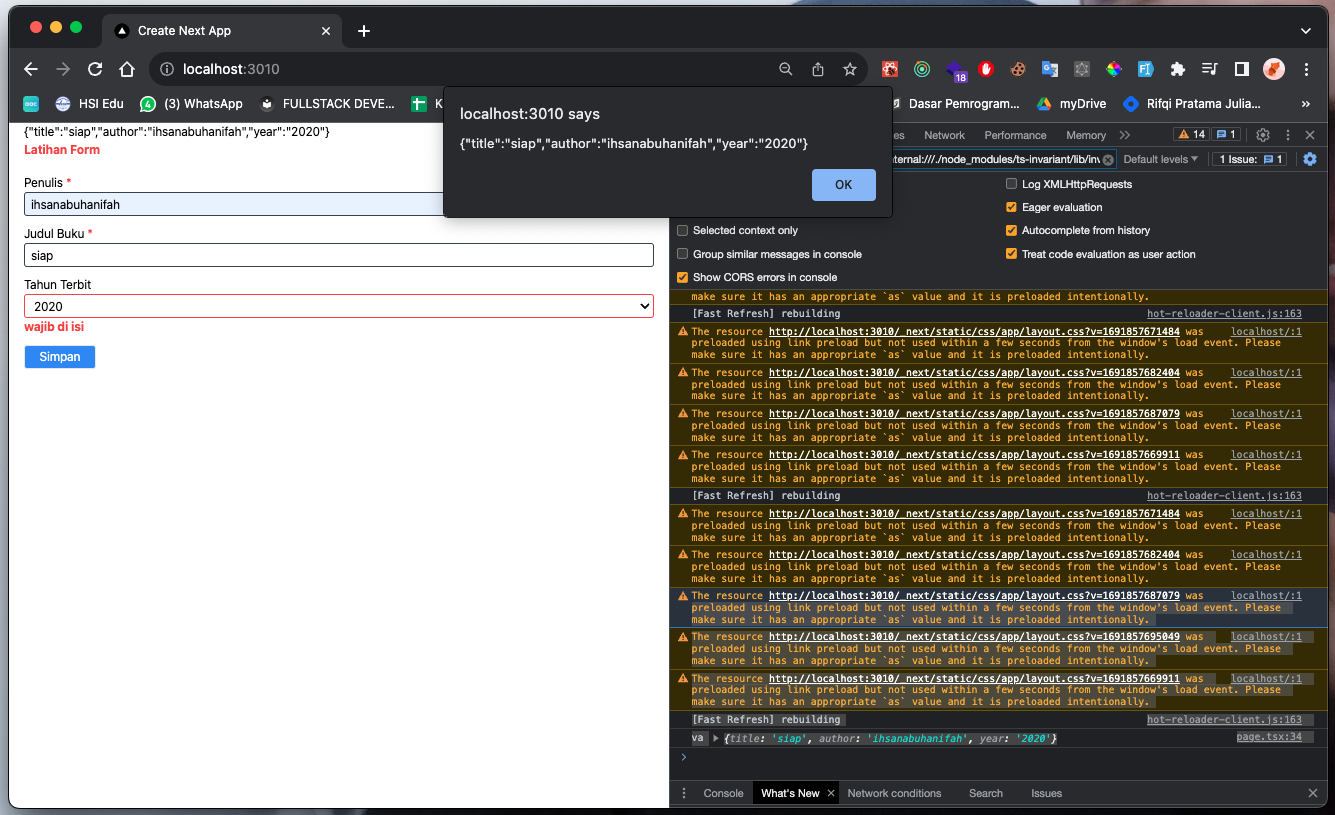 Create Next App
localhost:3010
18
HSI Edu
(3) WhatsApp
FULLSTACK DEVE...
Dasar Pemrogram...
myDrive
Rifqi Pratama Julia...
»
localhost:3010 says
{"title":"siap","author":"ihsanabuhanifah","year":"2020"}
OK
{"title":"siap","author":"ihsanabuhanifah","year":"2020"}
Latihan Form
Penulis *
ihsanabuhanifah
Judul Buku *
siap
Tahun Terbit
2020
wajib di isi
Simpan
es
Network
Performance
Memory
14
1
ternal:///./node_modules/ts-invariant/lib/inv
Default levels
1 Issue:
1
Log XMLHttpRequests
Eager evaluation
Selected context only
Autocomplete from history
Group similar messages in console
Treat code evaluation as user action
Show CORS errors in console
make sure it has an appropriate `as` value and it is preloaded intentionally.
[Fast Refresh] rebuilding hot-reloader-client.js:163
The resource http://localhost:3010/_next/static/css/app/layout.css?v=1691857671484 was localhost/:1
preloaded using link preload but not used within a few seconds from the window's load event. Please
make sure it has an appropriate `as` value and it is preloaded intentionally.
The resource http://localhost:3010/_next/static/css/app/layout.css?v=1691857682404 was localhost/:1
preloaded using link preload but not used within a few seconds from the window's load event. Please
make sure it has an appropriate `as` value and it is preloaded intentionally.
The resource http://localhost:3010/_next/static/css/app/layout.css?v=1691857687079 was localhost/:1
preloaded using link preload but not used within a few seconds from the window's load event. Please
make sure it has an appropriate `as` value and it is preloaded intentionally.
The resource http://localhost:3010/_next/static/css/app/layout.css?v=1691857669911 was localhost/:1
preloaded using link preload but not used within a few seconds from the window's load event. Please
make sure it has an appropriate `as` value and it is preloaded intentionally.
[Fast Refresh] rebuilding hot-reloader-client.js:163
The resource http://localhost:3010/_next/static/css/app/layout.css?v=1691857671484 was localhost/:1
preloaded using link preload but not used within a few seconds from the window's load event. Please
make sure it has an appropriate `as` value and it is preloaded intentionally.
The resource http://localhost:3010/_next/static/css/app/layout.css?v=1691857682404 was localhost/:1
preloaded using link preload but not used within a few seconds from the window's load event. Please
make sure it has an appropriate `as` value and it is preloaded intentionally.
The resource http://localhost:3010/_next/static/css/app/layout.css?v=1691857687079 was localhost/:1
preloaded using link preload but not used within a few seconds from the window's load event. Please
make sure it has an appropriate `as` value and it is preloaded intentionally.
The resource http://localhost:3010/_next/static/css/app/layout.css?v=1691857695049 was localhost/:1
preloaded using link preload but not used within a few seconds from the window's load event. Please
make sure it has an appropriate `as` value and it is preloaded intentionally.
The resource http://localhost:3010/_next/static/css/app/layout.css?v=1691857669911 was localhost/:1
preloaded using link preload but not used within a few seconds from the window's load event. Please
make sure it has an appropriate `as` value and it is preloaded intentionally.
[Fast Refresh] rebuilding hot-reloader-client.js:163
va {title: 'siap', author: 'ihsanabuhanifah', year: '2020'} page.tsx:34
Console
What's New
Network conditions
Search
Issues